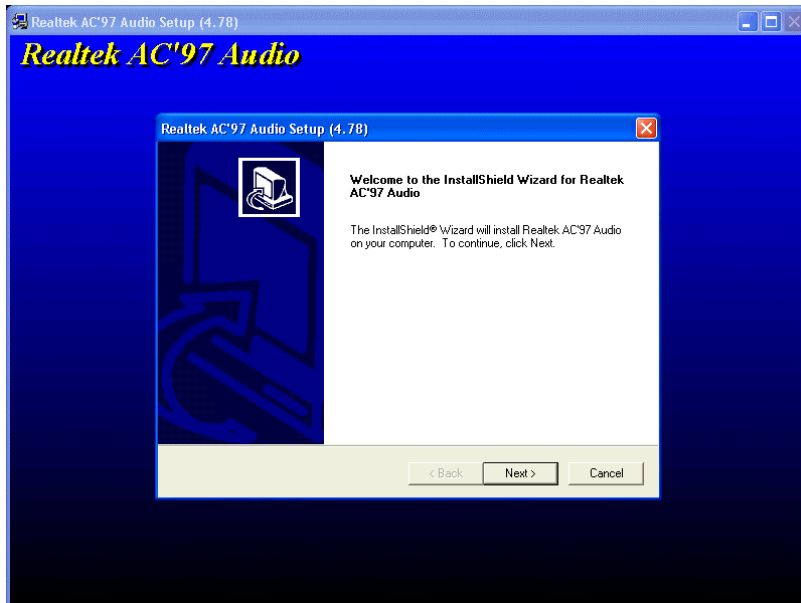 Realtek AC'97 Audio Setup (4.78)
Realtek AC'97 Audio
Realtek AC'97 Audio Setup (4.78)
Welcome to the InstallShield Wizard for Realtek
AC'97 Audio
The InstallShield® Wizard will install Realtek AC'97 Audio
on your computer. To continue, click Next.
< Back
Next >
Cancel